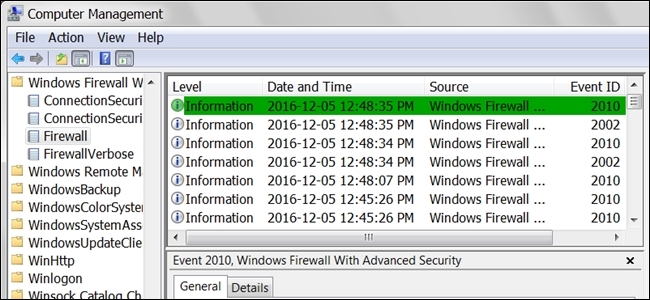 Computer Management
File Action View Help
Windows Firewall W
ConnectionSecuri
ConnectionSecuri
Firewall
FirewallVerbose
Windows Remote Ma
WindowsBackup
WindowsColorSystem
WindowsSystemAsse
WindowsUpdateClie
WinHttp
Winlogon
Winsock Catalog Ch
Level Date and Time Source Event ID
Information 2016-12-05 12:48:35 PM Windows Firewall ... 2010
Information 2016-12-05 12:48:35 PM Windows Firewall ... 2002
Information 2016-12-05 12:48:34 PM Windows Firewall ... 2010
Information 2016-12-05 12:48:34 PM Windows Firewall ... 2002
Information 2016-12-05 12:48:07 PM Windows Firewall ... 2010
Information 2016-12-05 12:45:26 PM Windows Firewall ... 2010
Information 2016-12-05 12:45:26 PM Windows Firewall ... 2010
Event 2010, Windows Firewall With Advanced Security
General Details